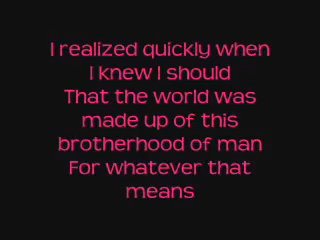 I realized quickly when
I knew I should
That the world was
made up of this
brotherhood of man
For whatever that
means